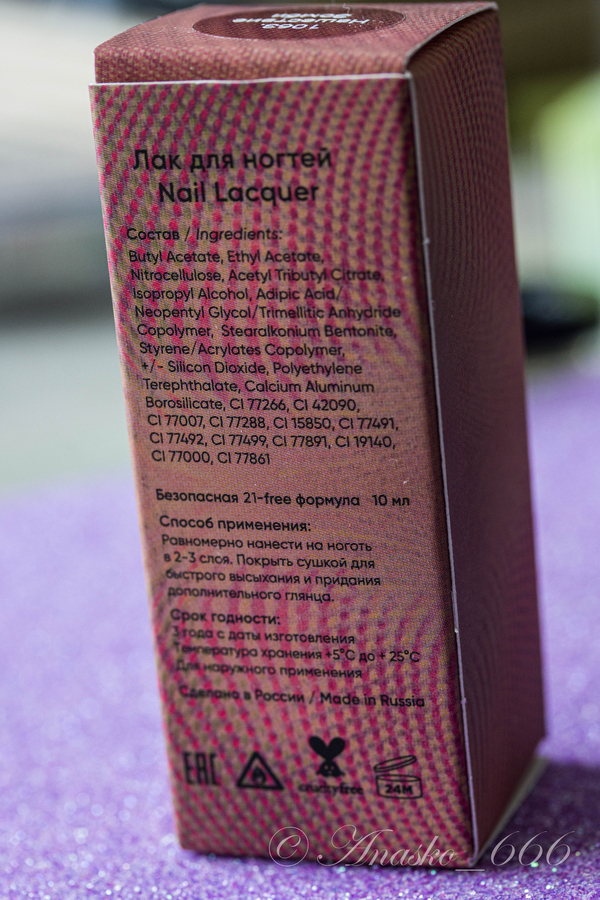 1063
Нашествие
Лак для ногтей
Nail Lacquer
Состав / Ingredients:
Butyl Acetate, Ethyl Acetate,
Nitrocellulose, Acetyl Tributyl Citrate,
Isopropyl Alcohol, Adipic Acid/
Neopentyl Glycol/Trimellitic Anhydride
Copolymer, Stearalkonium Bentonite,
Styrene/Acrylates Copolymer,
+/- Silicon Dioxide, Polyethylene
Terephthalate, Calcium Aluminum
Borosilicate, CI 77266, CI 42090,
CI 77007, CI 77288, CI 15850, CI 77491,
CI 77492, CI 77499, CI 77891, CI 19140,
CI 77000, CI 77861
Безопасная 21-free формула 10 мл
Способ применения:
Равномерно нанести на ноготь
в 2-3 слоя. Покрыть сушкой для
быстрого высыхания и придания
дополнительного глянца.
Срок годности:
3 года с даты изготовления
Температура хранения +5°C до + 25°C
Для наружного применения
Сделано в России / Made in Russia
EAC
crueltyfree
24M
© Anasko_666